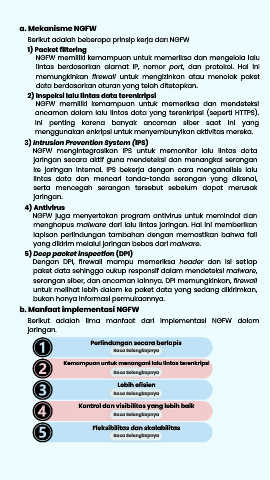 a. Mekanisme NGFW
Berikut adalah beberapa prinsip kerja dari NGFW
1) Packet filtering
NGFW memiliki kemampuan untuk memeriksa dan mengelola lalu
lintas berdasarkan alamat IP, nomor port, dan protokol. Hal ini
memungkinkan firewall untuk mengizinkan atau menolak paket
data berdasarkan aturan yang telah ditetapkan.
2) Inspeksi lalu lintas data terenkripsi
NGFW memiliki kemampuan untuk memeriksa dan mendeteksi
ancaman dalam lalu lintas data yang terenkripsi (seperti HTTPS).
Ini penting karena banyak ancaman siber saat ini yang
menggunakan enkripsi untuk menyembunyikan aktivitas mereka.
3) Intrusion Prevention System (IPS)
NGFW mengintegrasikan IPS untuk memonitor lalu lintas data
jaringan secara aktif guna mendeteksi dan menangkal serangan
ke jaringan internal. IPS bekerja dengan cara menganalisis lalu
lintas data dan mencari tanda-tanda serangan yang dikenal,
serta mencegah serangan tersebut sebelum dapat merusak
jaringan.
4) Antivirus
NGFW juga menyertakan program antivirus untuk memindai dan
menghapus malware dari lalu lintas jaringan. Hal ini memberikan
lapisan perlindungan tambahan dengan memastikan bahwa fail
yang dikirim melalui jaringan bebas dari malware.
5) Deep packet inspection (DPI)
Dengan DPI, firewall mampu memeriksa header dan isi setiap
paket data sehingga cukup responsif dalam mendeteksi malware,
serangan siber, dan ancaman lainnya. DPI memungkinkan, firewall
untuk melihat lebih dalam ke paket data yang sedang dikirimkan,
bukan hanya informasi permukaannya.
b. Manfaat implementasi NGFW
Berikut adalah lima manfaat dari implementasi NGFW dalam
jaringan.
1 Perlindungan secara berlapis
Baca Selengkapnya
2 Kemampuan untuk menangani lalu lintas terenkripsi
Baca Selengkapnya
3 Lebih efisien
Baca Selengkapnya
4 Kontrol dan visibilitas yang lebih baik
Baca Selengkapnya
5 Fleksibilitas dan skalabilitas
Baca Selengkapnya